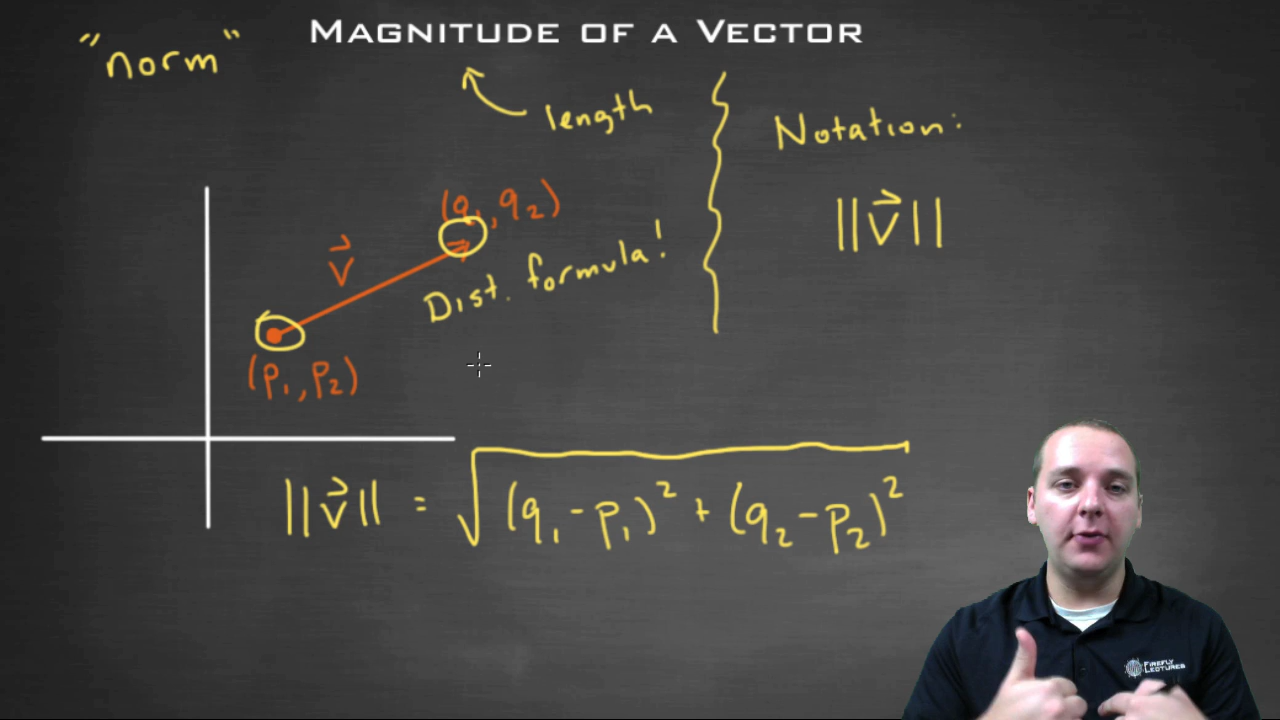 "norm"
MAGNITUDE OF A VECTOR
length
Notation:
||v⃗||
(q₁, q₂)
v⃗
Dist. formula!
(p₁, p₂)
||v⃗|| = √((q₁ - p₁)² + (q₂ - p₂)²)
FIREFLY
LECTURES